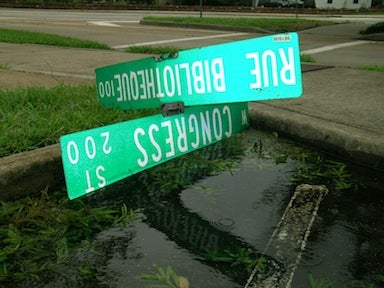 RUE BIBLIOTHEQUE 100
W CONGRESS ST
200